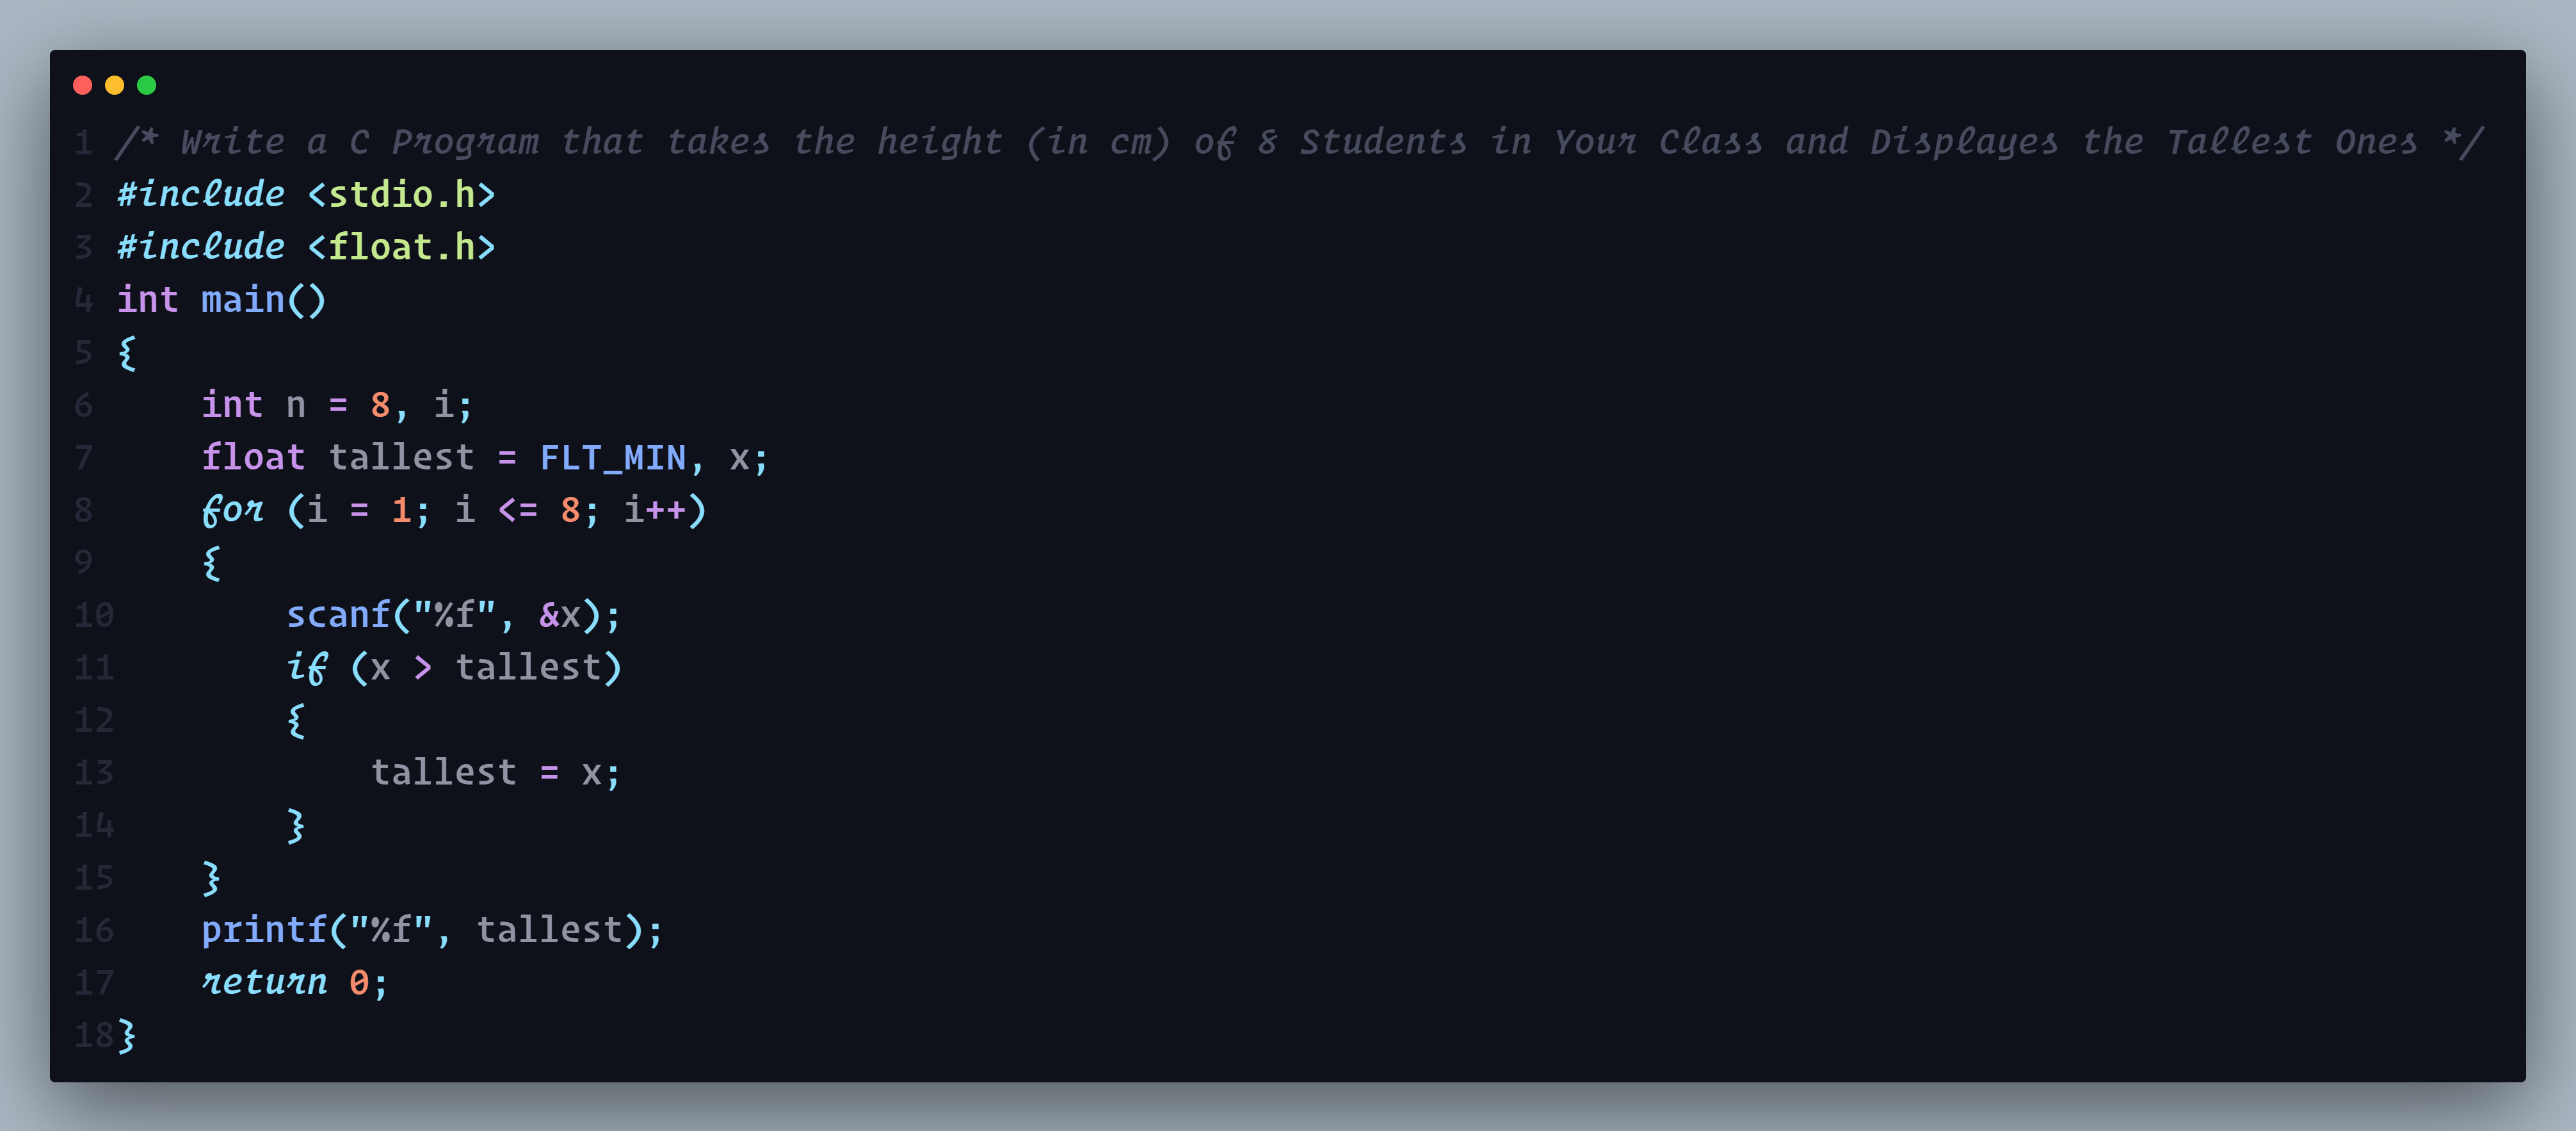 1 /* Write a C Program that takes the height (in cm) of 8 Students in Your Class and Displayes the Tallest Ones */
2 #include <stdio.h>
3 #include <float.h>
4 int main()
5 {
6     int n = 8, i;
7     float tallest = FLT_MIN, x;
8     for (i = 1; i <= 8; i++)
9     {
10        scanf("%f", &x);
11        if (x > tallest)
12        {
13            tallest = x;
14        }
15    }
16    printf("%f", tallest);
17    return 0;
18}